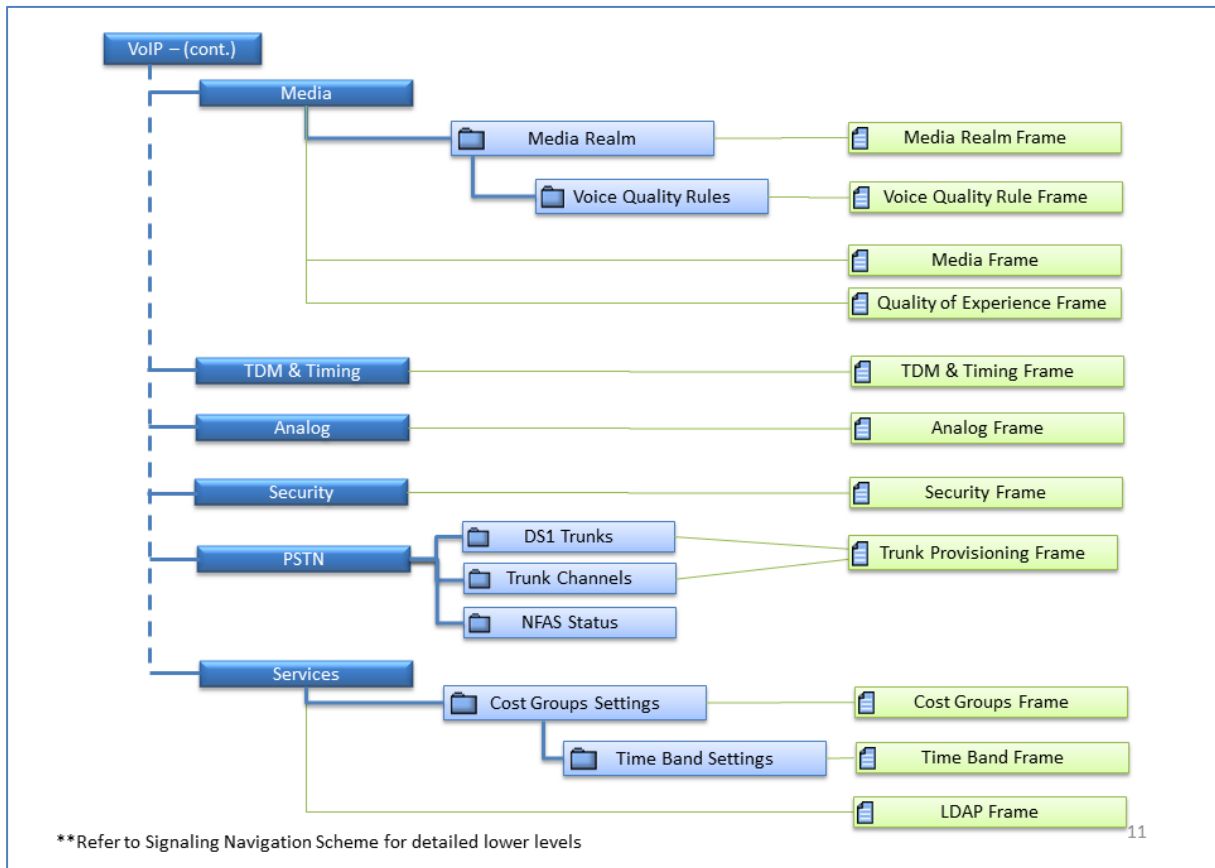 VoIP – (cont.)
Media
Media Realm
Media Realm Frame
Voice Quality Rules
Voice Quality Rule Frame
Media Frame
Quality of Experience Frame
TDM & Timing
TDM & Timing Frame
Analog
Analog Frame
Security
Security Frame
PSTN
DS1 Trunks
Trunk Channels
NFAS Status
Trunk Provisioning Frame
Services
Cost Groups Settings
Cost Groups Frame
Time Band Settings
Time Band Frame
LDAP Frame
**Refer to Signaling Navigation Scheme for detailed lower levels
11